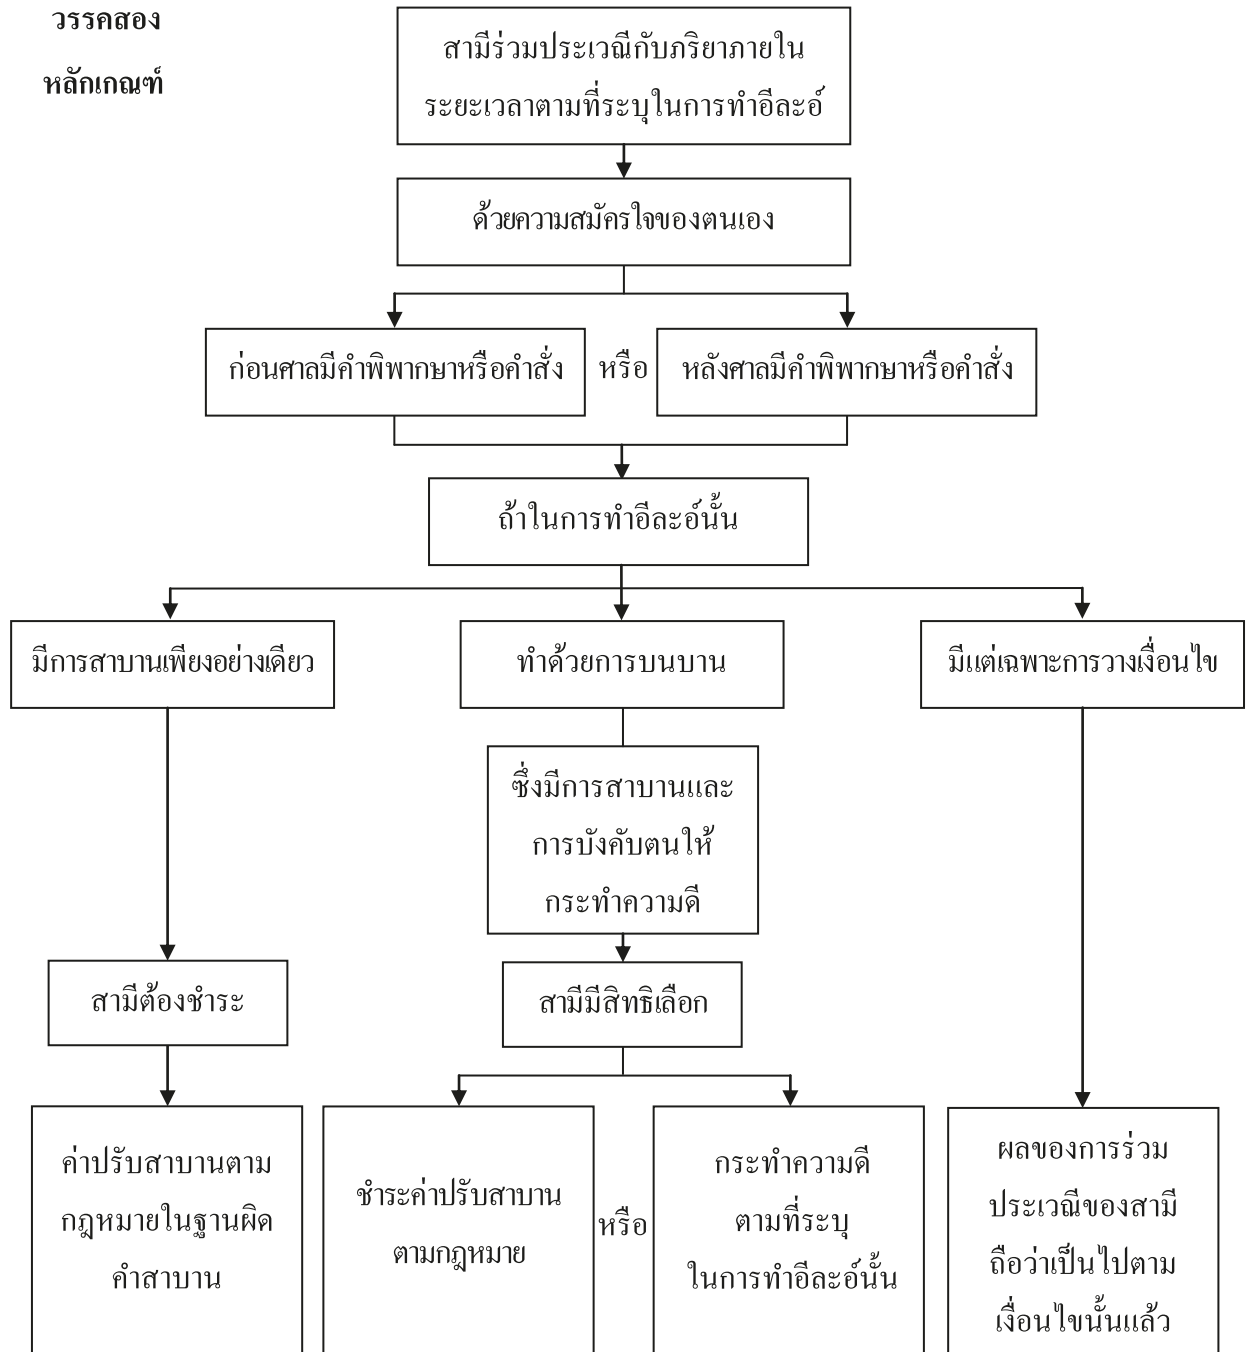 วรรคสอง
หลักเกณฑ์
สามีร่วมประเวณีกับภริยาภายใน
ระยะเวลาตามที่ระบุในการทำอีละอ์
ด้วยความสมัครใจของตนเอง
ก่อนศาลมีคำพิพากษาหรือคำสั่ง
หรือ
หลังศาลมีคำพิพากษาหรือคำสั่ง
ถ้าในการทำอีละอ์นั้น
มีการสาบานเพียงอย่างเดียว
ทำด้วยการบนบาน
มีแต่เฉพาะการวางเงื่อนไข
ซึ่งมีการสาบานและ
การบังคับตนให้
กระทำความดี
สามีต้องชำระ
สามีมีสิทธิเลือก
ค่าปรับสาบานตาม
กฎหมายในฐานผิด
คำสาบาน
ชำระค่าปรับสาบาน
ตามกฎหมาย
หรือ
กระทำความดี
ตามที่ระบุ
ในการทำอีละอ์นั้น
ผลของการร่วม
ประเวณีของสามี
ถือว่าเป็นไปตาม
เงื่อนไขนั้นแล้ว